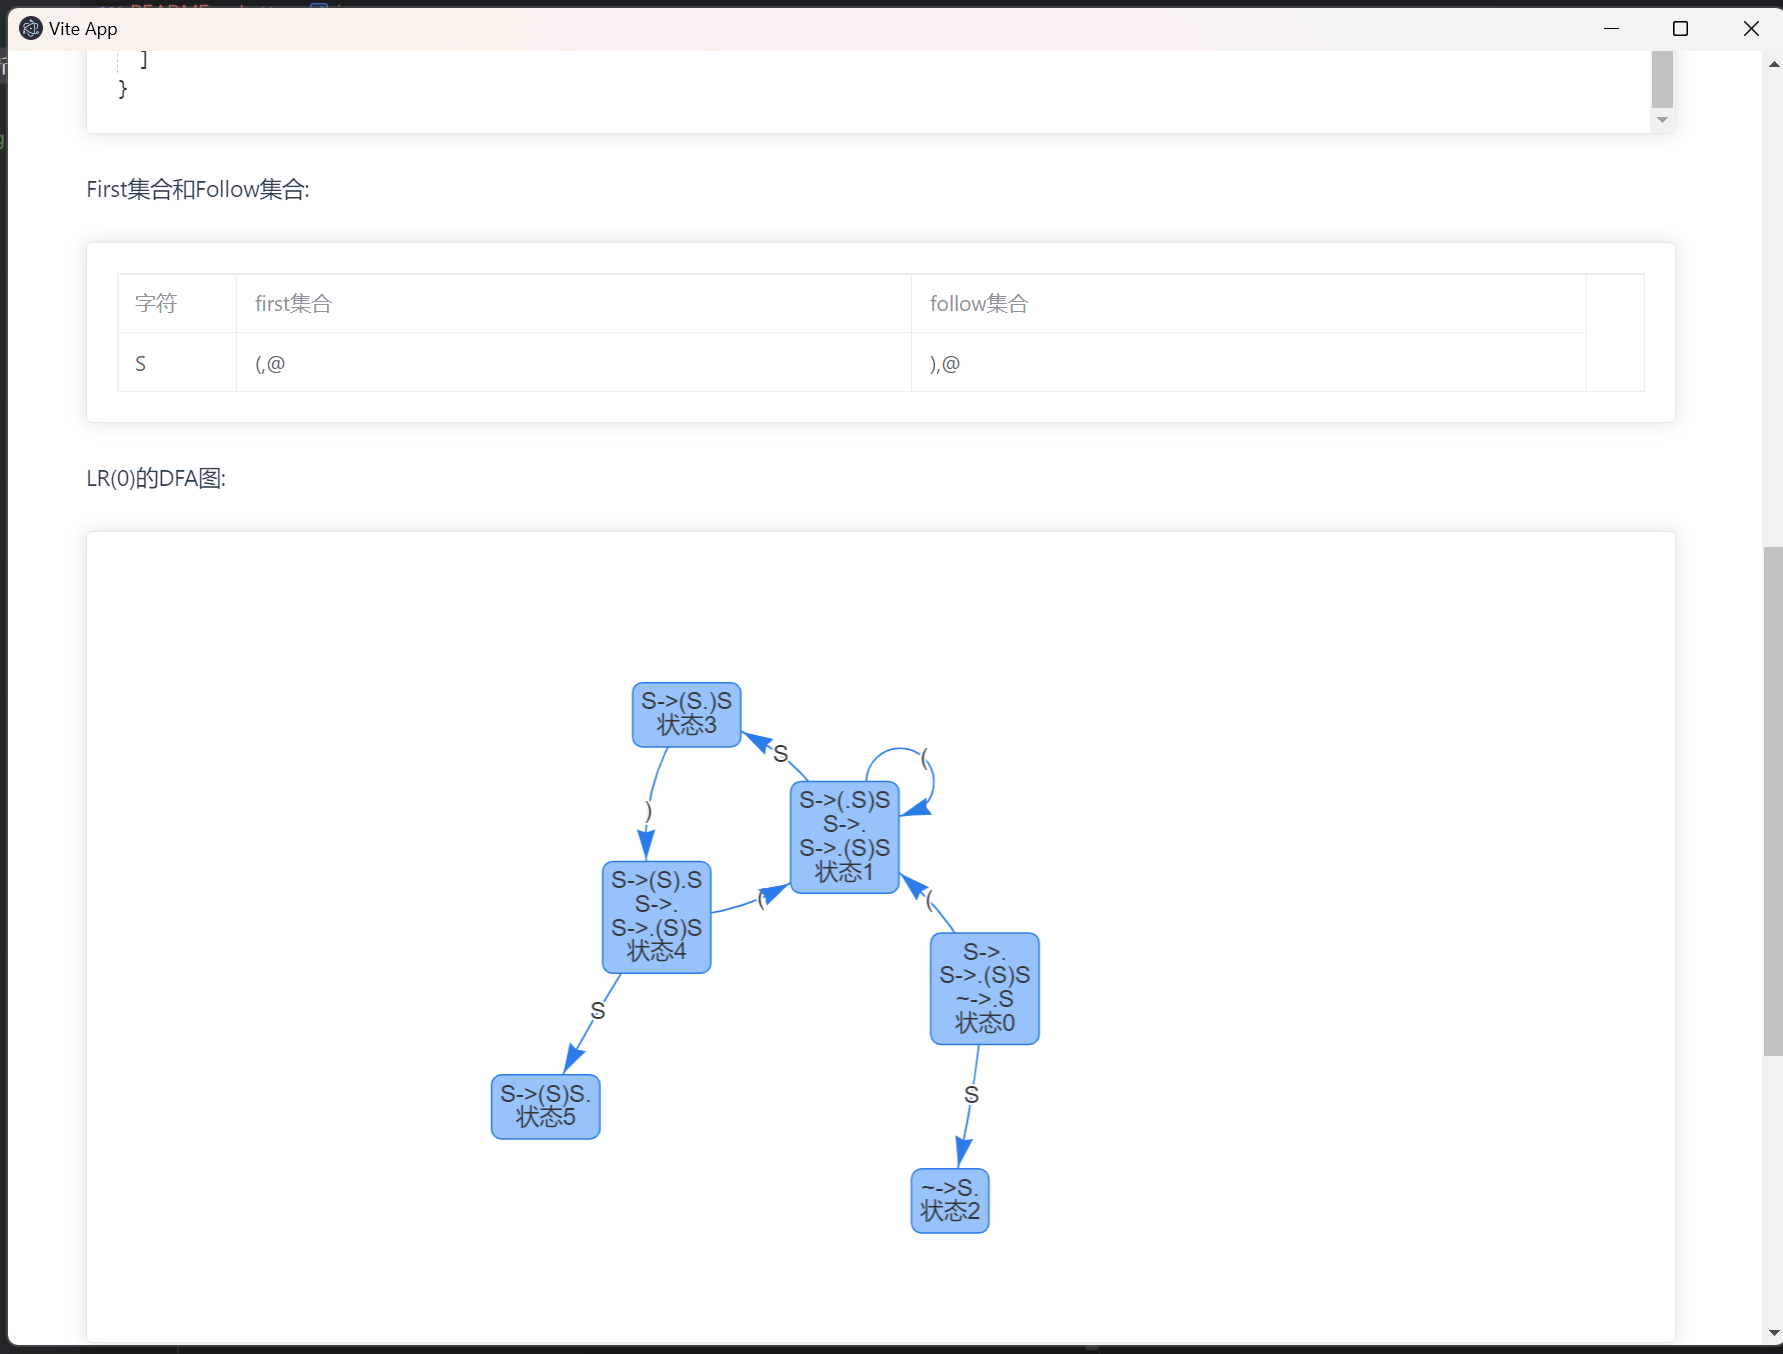 Vite App
]
}
First集合和Follow集合:
字符 first集合 follow集合
S (,@ ),@
LR(0)的DFA图:
S->(S.)S
状态3
S
(
S->(.S)S
S->.
S->.(S)S
状态1
)
S->(S).S
S->.
S->.(S)S
状态4
(
(
S->.
S->.(S)S
~->.S
状态0
S
S->(S)S.
状态5
S
~->S.
状态2